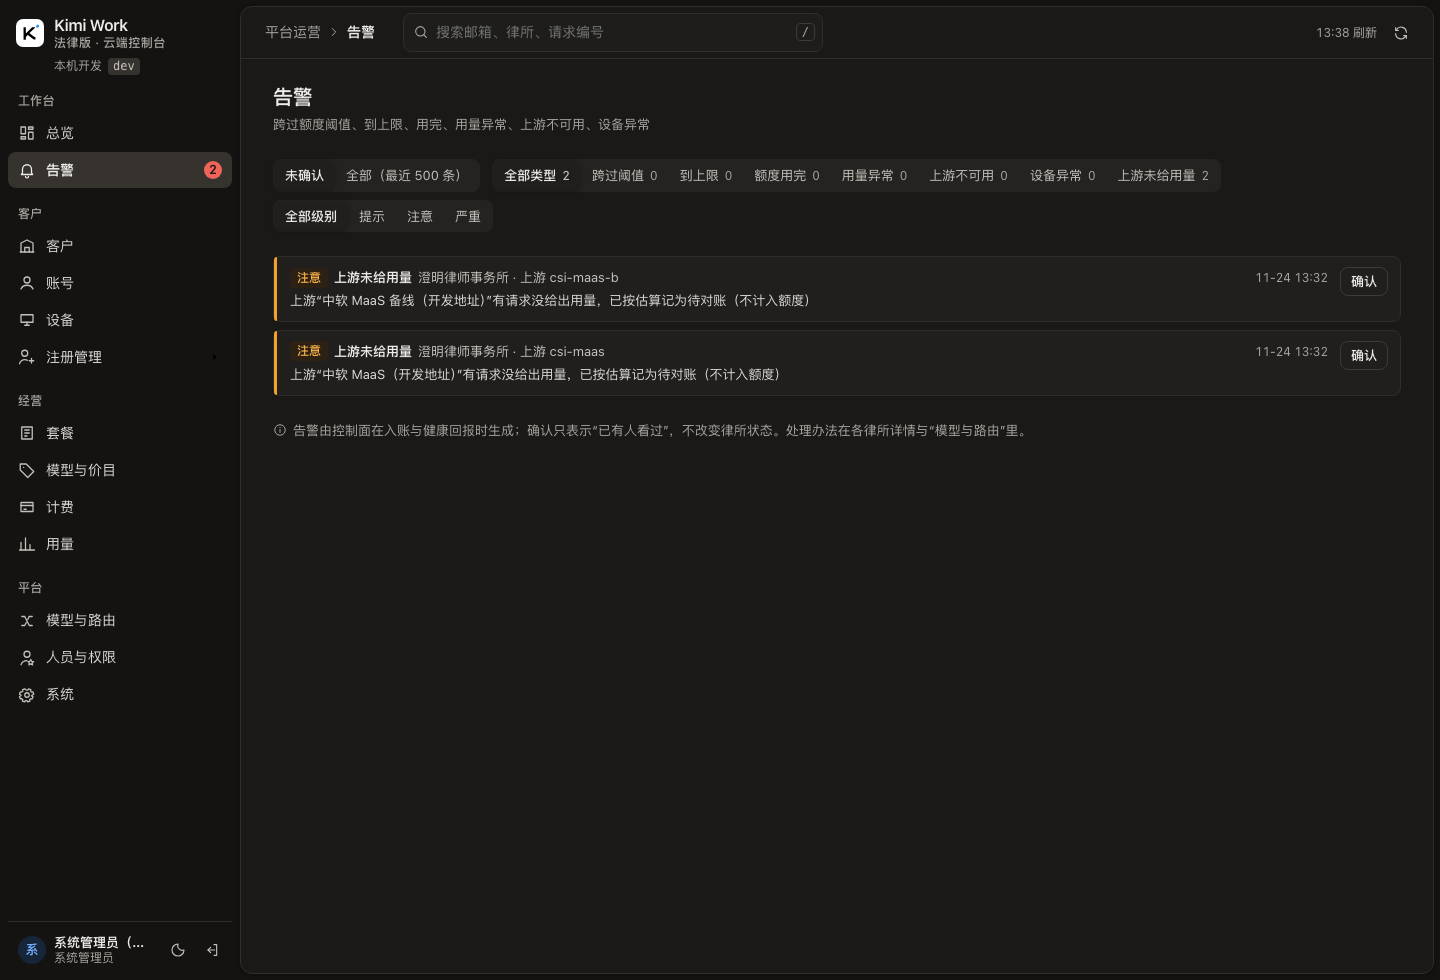 Kimi Work
法律版 · 云端控制台
本机开发 dev
工作台
总览
告警 2
客户
客户
账号
设备
注册管理
经营
套餐
模型与价目
计费
用量
平台
模型与路由
人员与权限
系统
系 系统管理员（...
系统管理员
平台运营 > 告警 搜索邮箱、律所、请求编号 / 13:38 刷新
告警
跨过额度阈值、到上限、用完、用量异常、上游不可用、设备异常
未确认 全部（最近 500 条） 全部类型 2 跨过阈值 0 到上限 0 额度用完 0 用量异常 0 上游不可用 0 设备异常 0 上游未给用量 2
全部级别 提示 注意 严重
注意 上游未给用量 澄明律师事务所 · 上游 csi-maas-b 11-24 13:32 确认
上游“中软 MaaS 备线（开发地址）”有请求没给出用量，已按估算记为待对账（不计入额度）
注意 上游未给用量 澄明律师事务所 · 上游 csi-maas 11-24 13:32 确认
上游“中软 MaaS（开发地址）”有请求没给出用量，已按估算记为待对账（不计入额度）
告警由控制面在入账与健康回报时生成；确认只表示“已有人看过”，不改变律所状态。处理办法在各律所详情与“模型与路由”里。